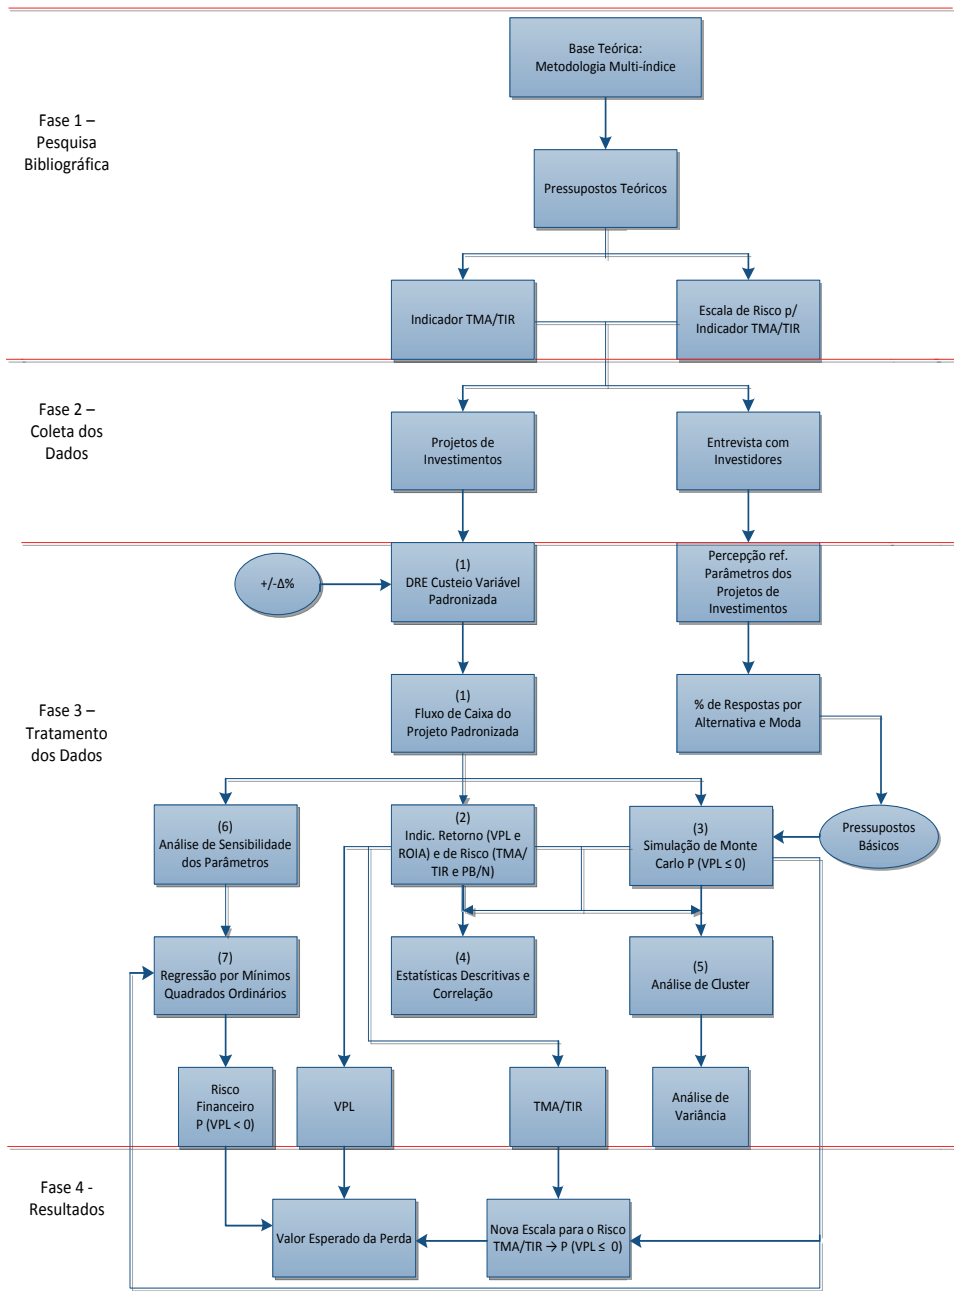 Base Teórica:
Metodologia Multi-índice
Fase 1 –
Pesquisa
Bibliográfica
Pressupostos Teóricos
Indicador TMA/TIR
Escala de Risco p/
Indicador TMA/TIR
Fase 2 –
Coleta dos
Dados
Projetos de
Investimentos
Entrevista com
Investidores
+/-Δ%
(1)
DRE Custeio Variável
Padronizada
Percepção ref.
Parâmetros dos
Projetos de
Investimentos
Fase 3 –
Tratamento
dos Dados
(1)
Fluxo de Caixa do
Projeto Padronizada
% de Respostas por
Alternativa e Moda
(6)
Análise de Sensibilidade
dos Parâmetros
(2)
Indic. Retorno (VPL e
ROIA) e de Risco (TMA/
TIR e PB/N)
(3)
Simulação de Monte
Carlo P (VPL ≤ 0)
Pressupostos
Básicos
(7)
Regressão por Mínimos
Quadrados Ordinários
(4)
Estatísticas Descritivas e
Correlação
(5)
Análise de Cluster
Risco
Financeiro
P (VPL < 0)
VPL
TMA/TIR
Análise de
Variância
Fase 4 -
Resultados
Valor Esperado da Perda
Nova Escala para o Risco
TMA/TIR → P (VPL ≤ 0)